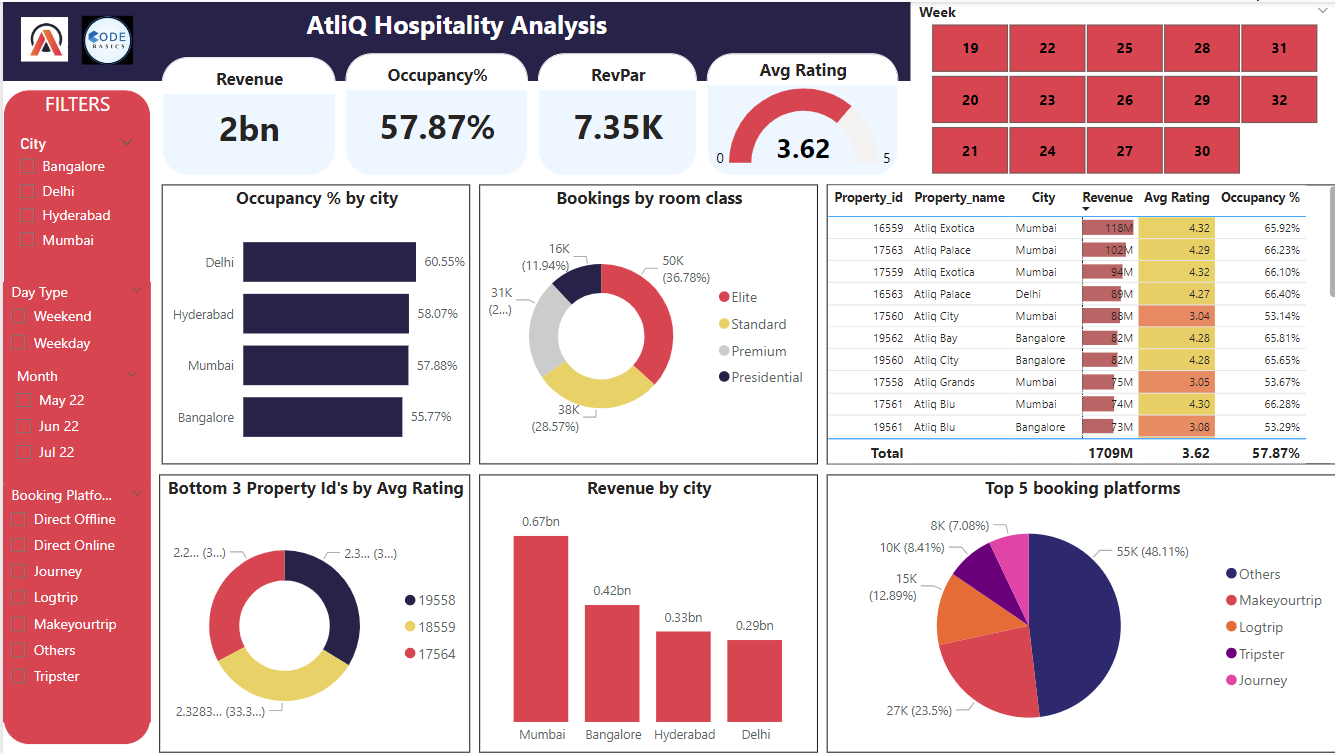 AtliQ Hospitality Analysis
CODE
BASICS
Revenue
2bn
Occupancy%
57.87%
RevPar
7.35K
Avg Rating
0
3.62
5
Week
19 22 25 28 31
20 23 26 29 32
21 24 27 30
FILTERS
City
Bangalore
Delhi
Hyderabad
Mumbai
Day Type
Weekend
Weekday
Month
May 22
Jun 22
Jul 22
Booking Platfo...
Direct Offline
Direct Online
Journey
Logtrip
Makeyourtrip
Others
Tripster
Occupancy % by city
Delhi 60.55%
Hyderabad 58.07%
Mumbai 57.88%
Bangalore 55.77%
Bookings by room class
16K
(11.94%)
50K
(36.78%)
31K
(2...)
38K
(28.57%)
Elite
Standard
Premium
Presidential
Property_id Property_name City Revenue Avg Rating Occupancy %
16559 Atliq Exotica Mumbai 118M 4.32 65.92%
17563 Atliq Palace Mumbai 102M 4.29 66.23%
17559 Atliq Exotica Mumbai 94M 4.32 66.10%
16563 Atliq Palace Delhi 89M 4.27 66.40%
17560 Atliq City Mumbai 88M 3.04 53.14%
19562 Atliq Bay Bangalore 82M 4.28 65.81%
19560 Atliq City Bangalore 82M 4.28 65.65%
17558 Atliq Grands Mumbai 75M 3.05 53.67%
17561 Atliq Blu Mumbai 74M 4.30 66.28%
19561 Atliq Blu Bangalore 73M 3.08 53.29%
Total 1709M 3.62 57.87%
Bottom 3 Property Id's by Avg Rating
2.2... (3...)
2.3... (3...)
2.3283... (33.3...)
19558
18559
17564
Revenue by city
0.67bn
0.42bn
0.33bn
0.29bn
Mumbai Bangalore Hyderabad Delhi
Top 5 booking platforms
8K (7.08%)
10K (8.41%)
15K
(12.89%)
55K (48.11%)
27K (23.5%)
Others
Makeyourtrip
Logtrip
Tripster
Journey